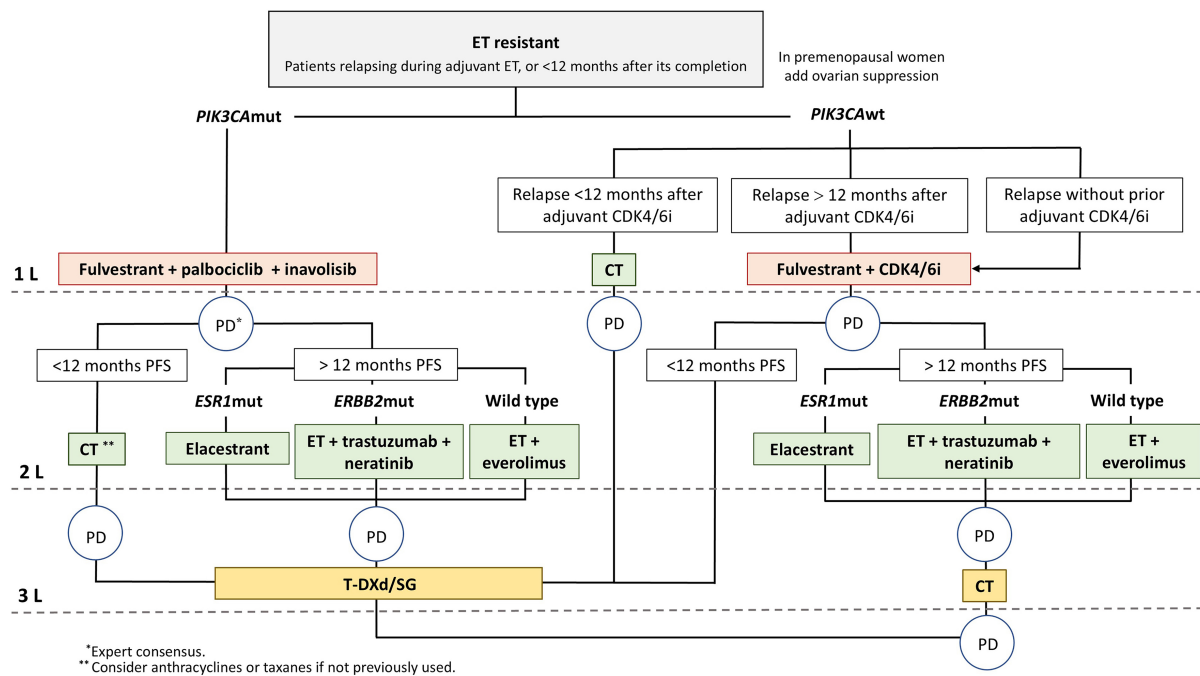 ET resistant
Patients relapsing during adjuvant ET, or <12 months after its completion
In premenopausal women
add ovarian suppression
PIK3CAmut
PIK3CAwt
Relapse <12 months after
adjuvant CDK4/6i
Relapse > 12 months after
adjuvant CDK4/6i
Relapse without prior
adjuvant CDK4/6i
1 L
Fulvestrant + palbociclib + inavolisib
CT
Fulvestrant + CDK4/6i
PD*
PD
PD
<12 months PFS
> 12 months PFS
<12 months PFS
> 12 months PFS
ESR1mut
ERBB2mut
Wild type
ESR1mut
ERBB2mut
Wild type
2 L
CT **
Elacestrant
ET + trastuzumab +
neratinib
ET +
everolimus
Elacestrant
ET + trastuzumab +
neratinib
ET +
everolimus
PD
PD
PD
3 L
T-DXd/SG
CT
PD
*Expert consensus.
** Consider anthracyclines or taxanes if not previously used.